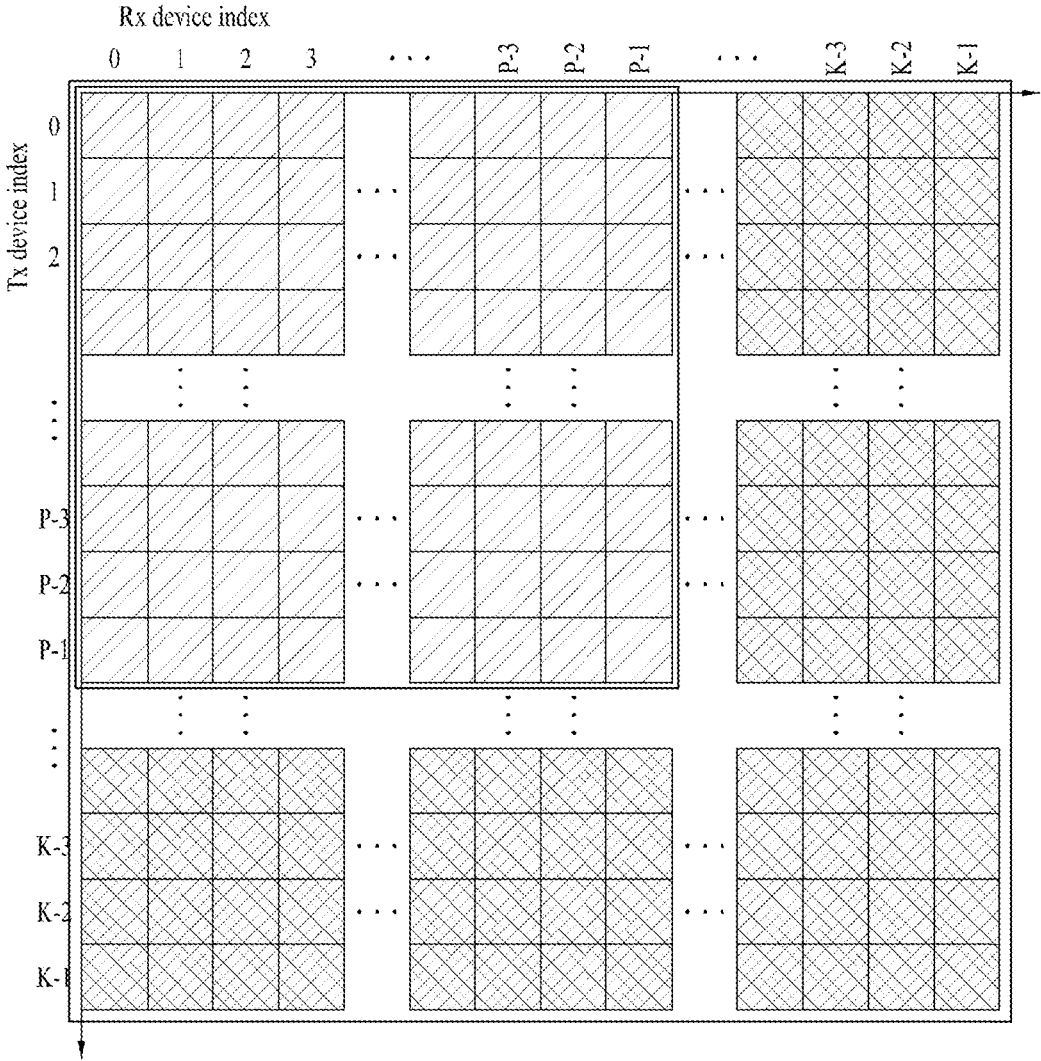 Rx device index
0 1 2 3 ... P-3 P-2 P-1 ... K-3 K-2 K-1
Tx device index
0
1
2
...
P-3
P-2
P-1
...
K-3
K-2
K-1